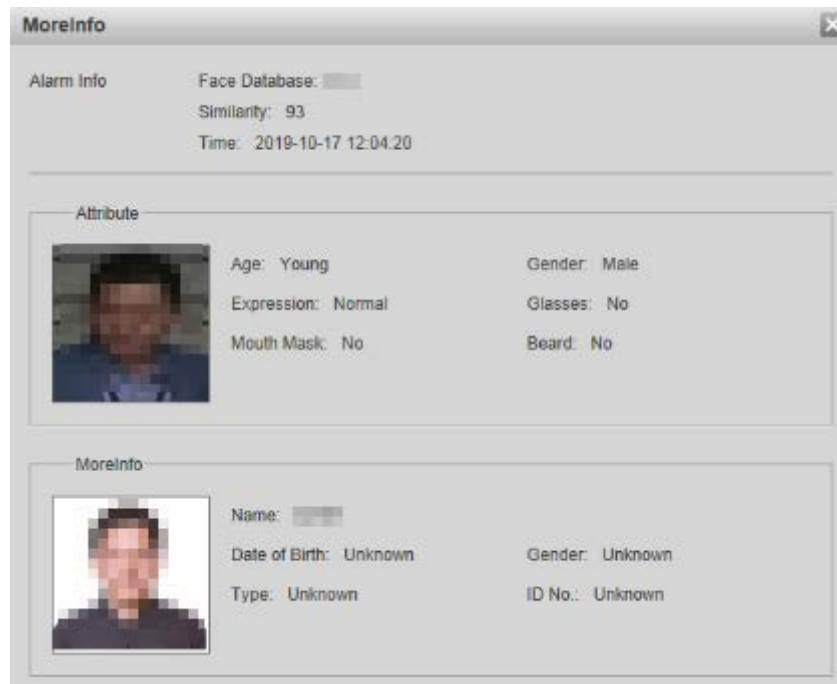 MoreInfo
Alarm Info
Face Database:
Similarity: 93
Time: 2019-10-17 12:04:20
Attribute
Age: Young Gender: Male
Expression: Normal Glasses: No
Mouth Mask: No Beard: No
MoreInfo
Name:
Date of Birth: Unknown Gender: Unknown
Type: Unknown ID No.: Unknown